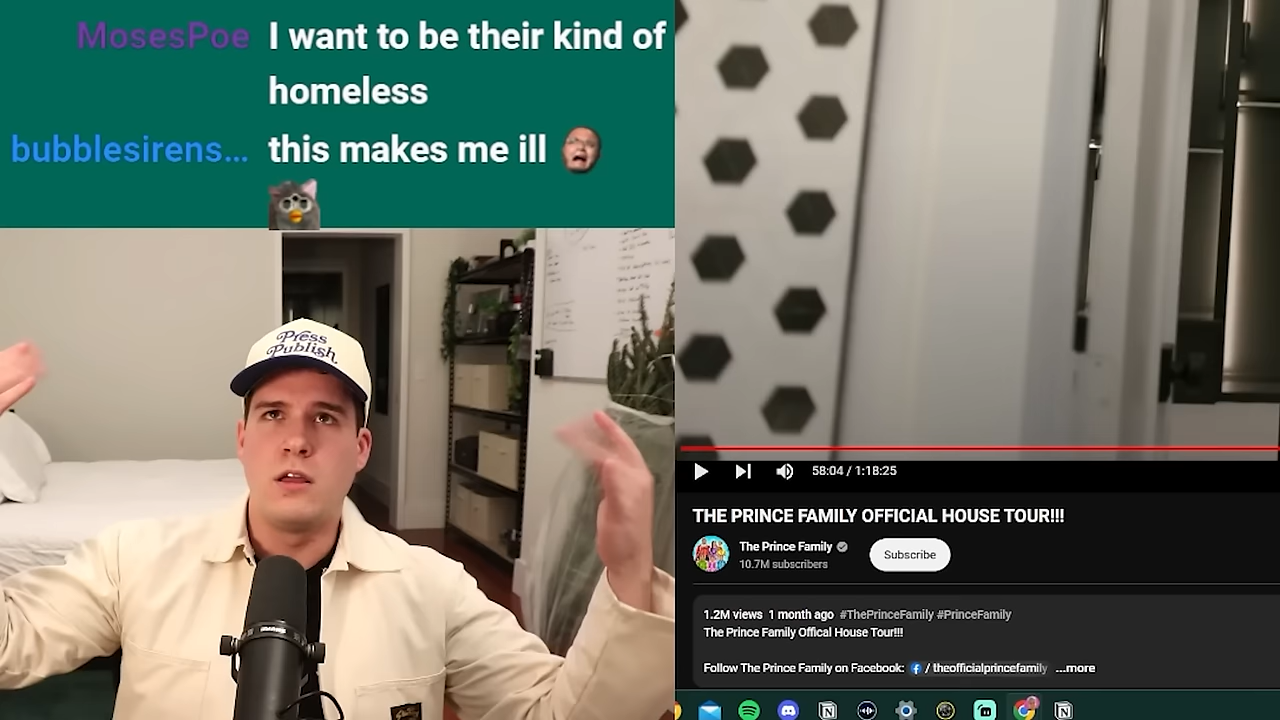 MosesPoe I want to be their kind of
homeless
bubblesirens... this makes me ill
Press
Publish
58:04 / 1:18:25
THE PRINCE FAMILY OFFICIAL HOUSE TOUR!!!
The Prince Family
10.7M subscribers
Subscribe
1.2M views 1 month ago #ThePrinceFamily #PrinceFamily
The Prince Family Offical House Tour!!!
Follow The Prince Family on Facebook: / theofficialprincefamily ...more